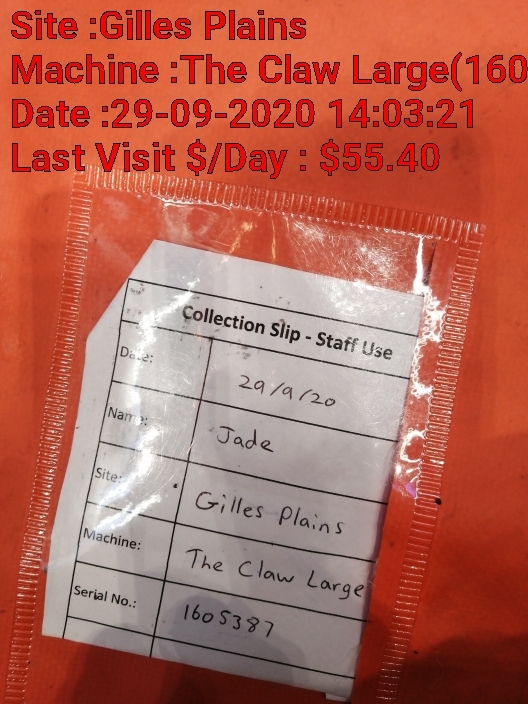 Site :Gilles Plains
Machine :The Claw Large(160
Date :29-09-2020 14:03:21
Last Visit $/Day : $55.40
Collection Slip - Staff Use
Date: 29/9/20
Name: Jade
Site: Gilles Plains
Machine: The Claw Large
Serial No.: 1605387